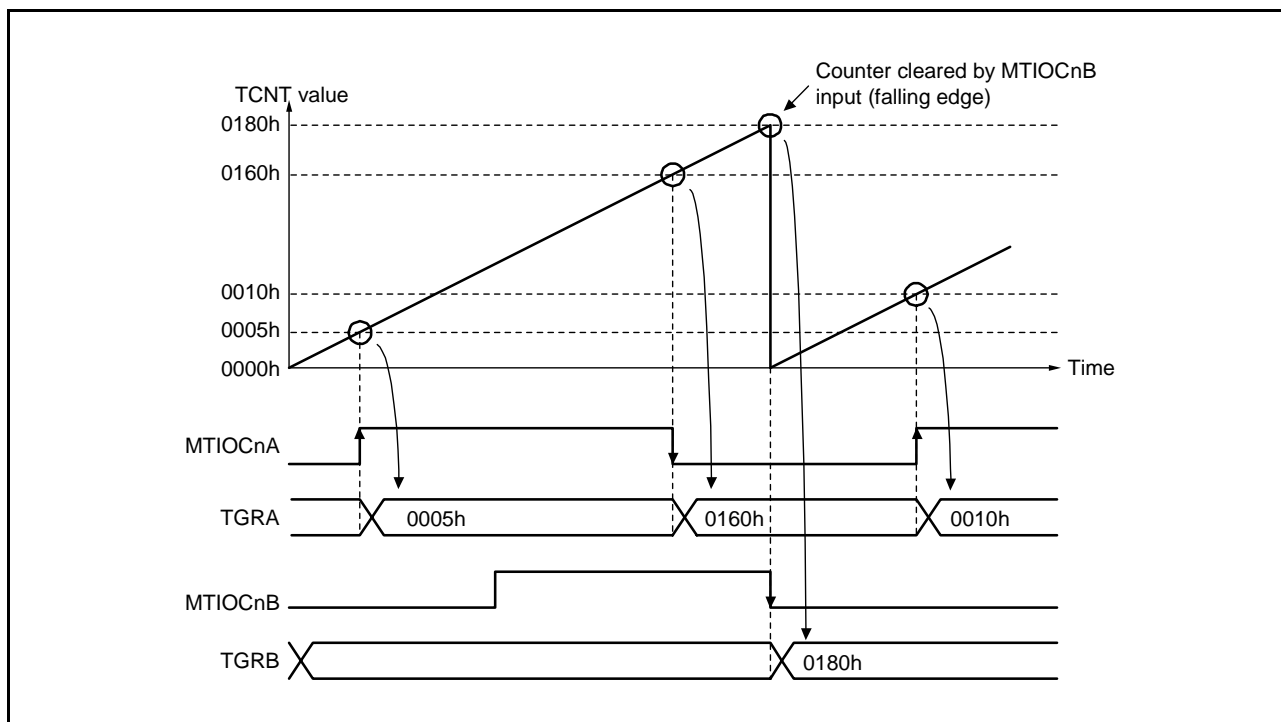 Counter cleared by MTIOCnB
input (falling edge)
TCNT value
0180h
0160h
0010h
0005h
0000h
Time
MTIOCnA
TGRA
0005h
0160h
0010h
MTIOCnB
TGRB
0180h